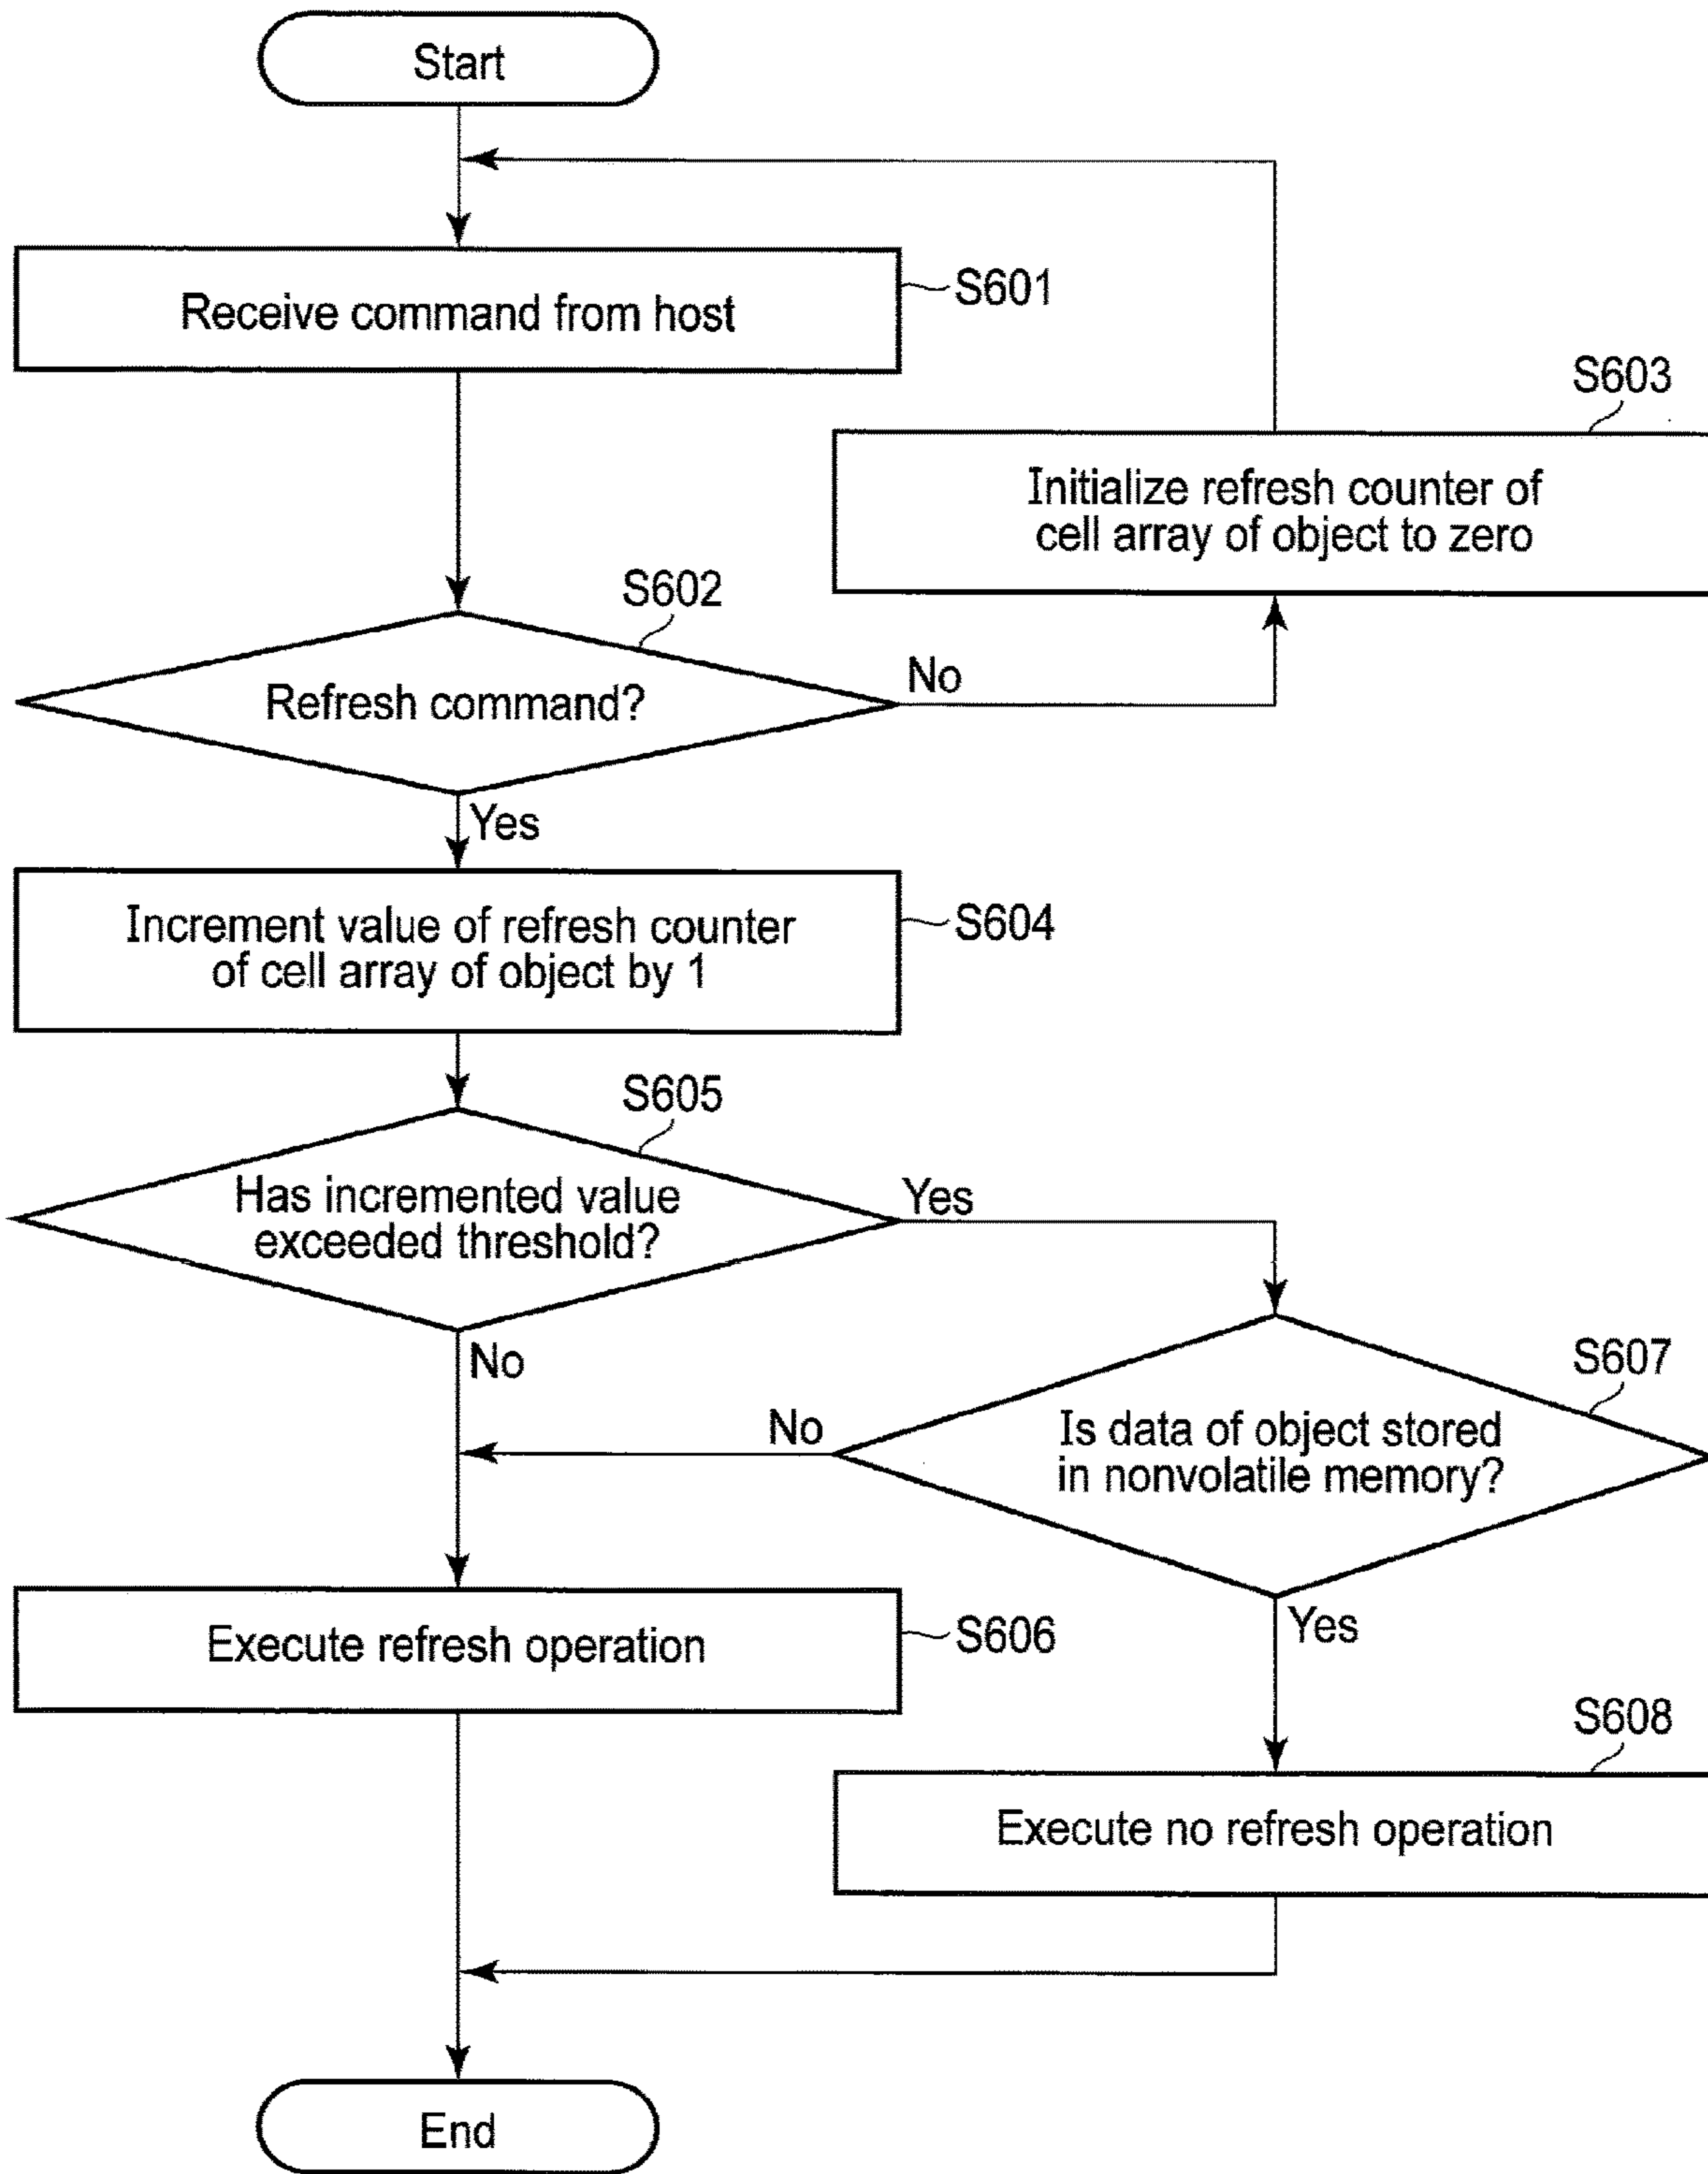 Start
Receive command from host
S601
S603
Initialize refresh counter of
cell array of object to zero
S602
Refresh command?
No
Yes
Increment value of refresh counter
of cell array of object by 1
S604
S605
Has incremented value
exceeded threshold?
Yes
No
S607
Is data of object stored
in nonvolatile memory?
No
Yes
Execute refresh operation
S606
S608
Execute no refresh operation
End